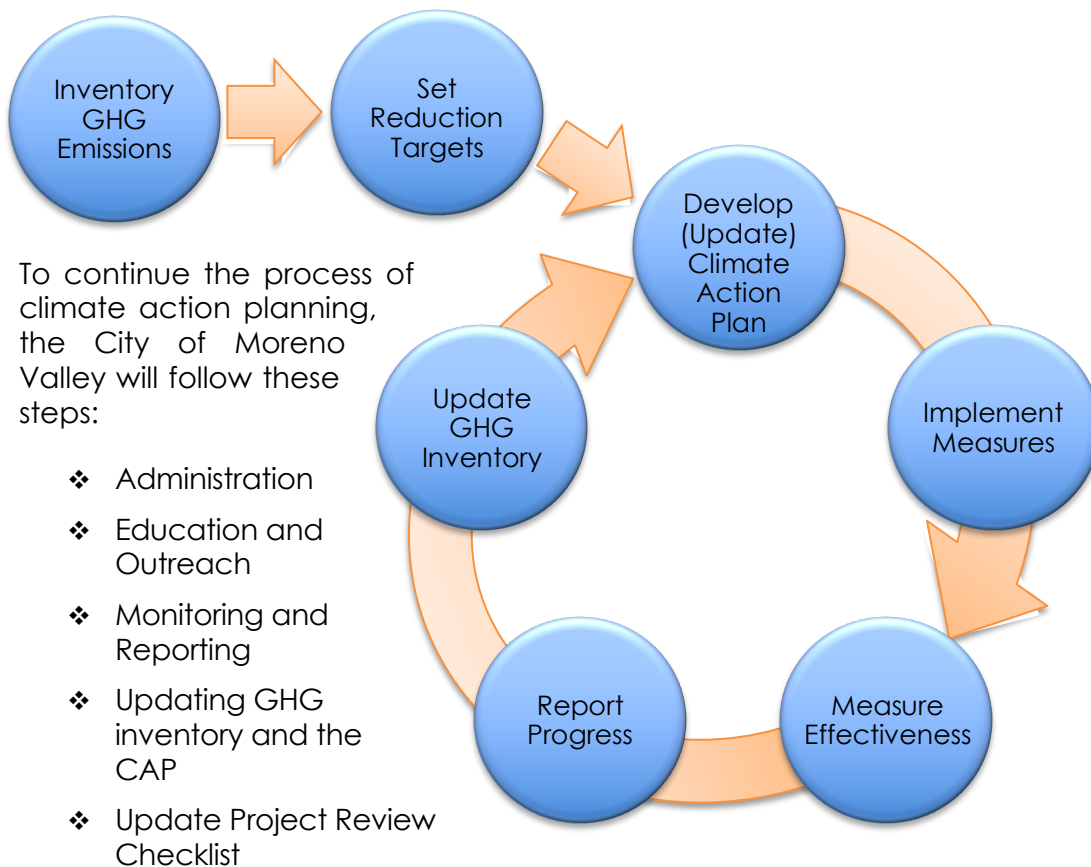 Inventory
GHG
Emissions
Set
Reduction
Targets
Develop
(Update)
Climate
Action
Plan
Implement
Measures
Measure
Effectiveness
Report
Progress
Update
GHG
Inventory
To continue the process of
climate action planning,
the City of Moreno
Valley will follow these
steps:
❖ Administration
❖ Education and
Outreach
❖ Monitoring and
Reporting
❖ Updating GHG
inventory and the
CAP
❖ Update Project Review
Checklist